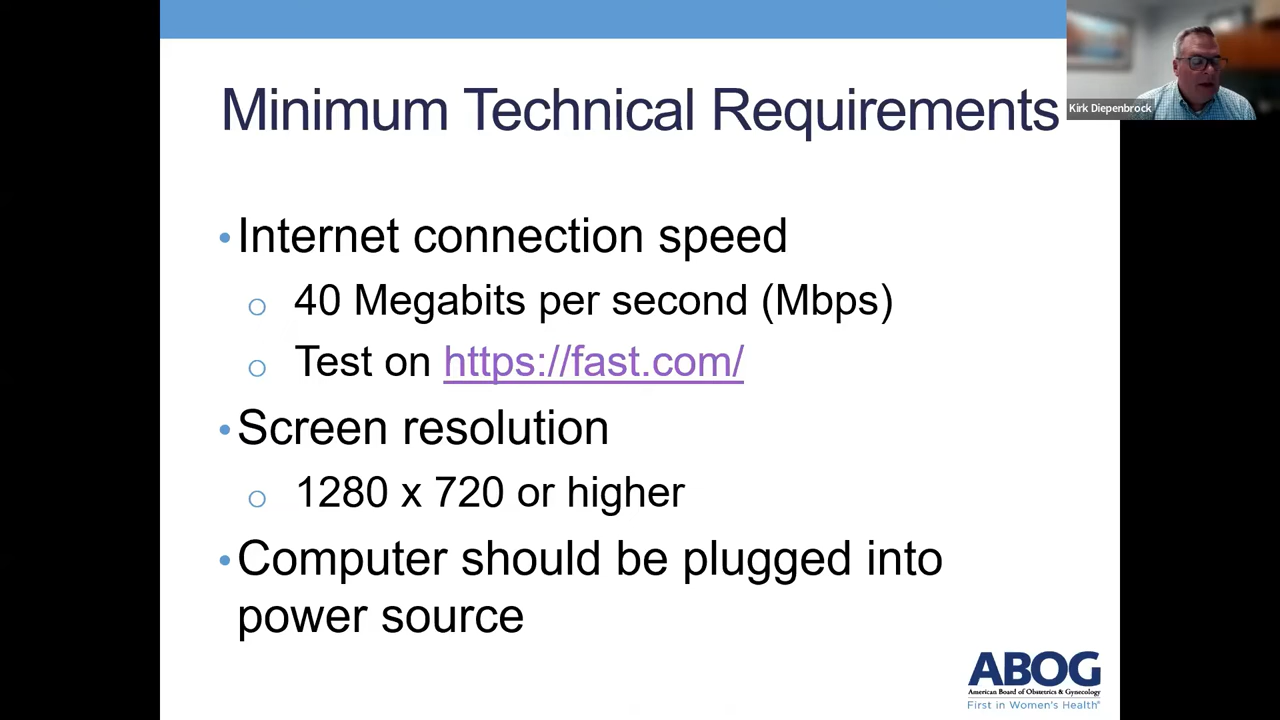 Minimum Technical Requirements
Kirk Diepenbrock
• Internet connection speed
o 40 Megabits per second (Mbps)
o Test on https://fast.com/
• Screen resolution
o 1280 x 720 or higher
• Computer should be plugged into
power source
ABOG
American Board of Obstetrics & Gynecology
First in Women's Health®